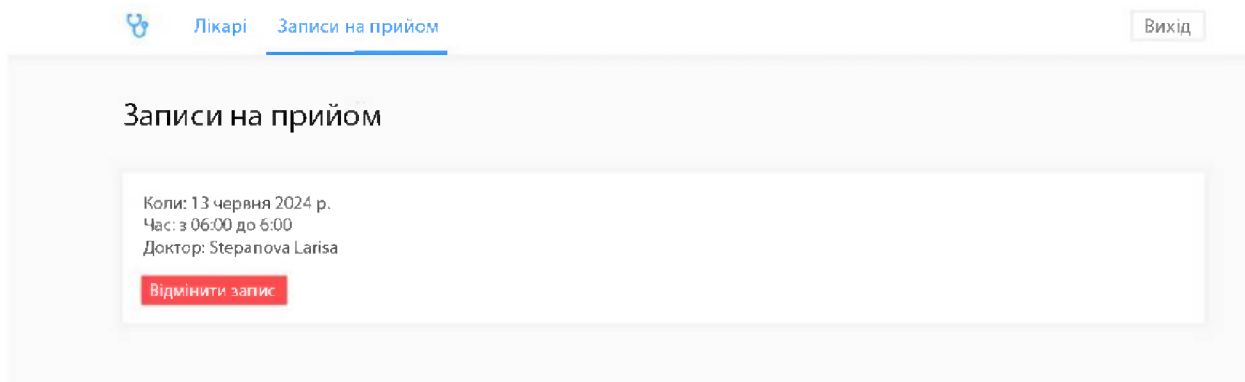 Лікарі Записи на прийом Вихід
Записи на прийом
Коли: 13 червня 2024 р.
Час: з 06:00 до 6:00
Доктор: Stepanova Larisa
Відмінити запис